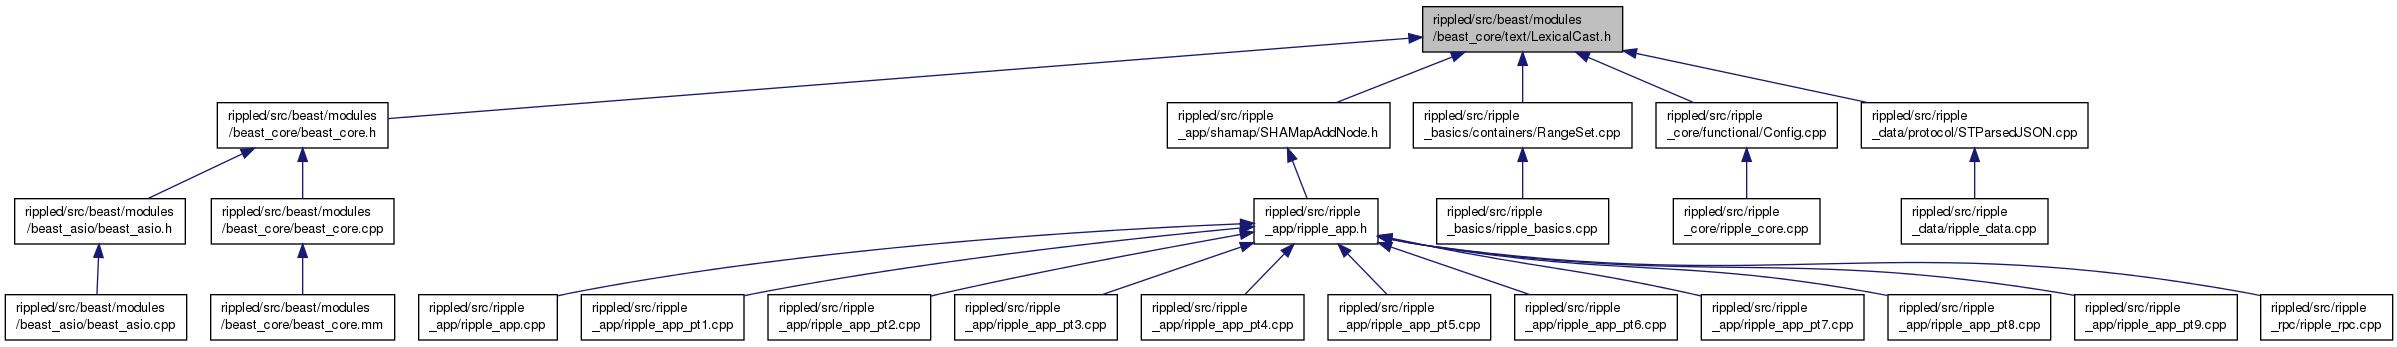 rippled/src/beast/modules
/beast_core/text/LexicalCast.h
rippled/src/beast/modules
/beast_core/beast_core.h
rippled/src/ripple
_app/shamap/SHAMapAddNode.h
rippled/src/ripple
_basics/containers/RangeSet.cpp
rippled/src/ripple
_core/functional/Config.cpp
rippled/src/ripple
_data/protocol/STParsedJSON.cpp
rippled/src/beast/modules
/beast_asio/beast_asio.h
rippled/src/beast/modules
/beast_core/beast_core.cpp
rippled/src/ripple
_app/ripple_app.h
rippled/src/ripple
_basics/ripple_basics.cpp
rippled/src/ripple
_core/ripple_core.cpp
rippled/src/ripple
_data/ripple_data.cpp
rippled/src/beast/modules
/beast_asio/beast_asio.cpp
rippled/src/beast/modules
/beast_core/beast_core.mm
rippled/src/ripple
_app/ripple_app.cpp
rippled/src/ripple
_app/ripple_app_pt1.cpp
rippled/src/ripple
_app/ripple_app_pt2.cpp
rippled/src/ripple
_app/ripple_app_pt3.cpp
rippled/src/ripple
_app/ripple_app_pt4.cpp
rippled/src/ripple
_app/ripple_app_pt5.cpp
rippled/src/ripple
_app/ripple_app_pt6.cpp
rippled/src/ripple
_app/ripple_app_pt7.cpp
rippled/src/ripple
_app/ripple_app_pt8.cpp
rippled/src/ripple
_app/ripple_app_pt9.cpp
rippled/src/ripple
_rpc/ripple_rpc.cpp